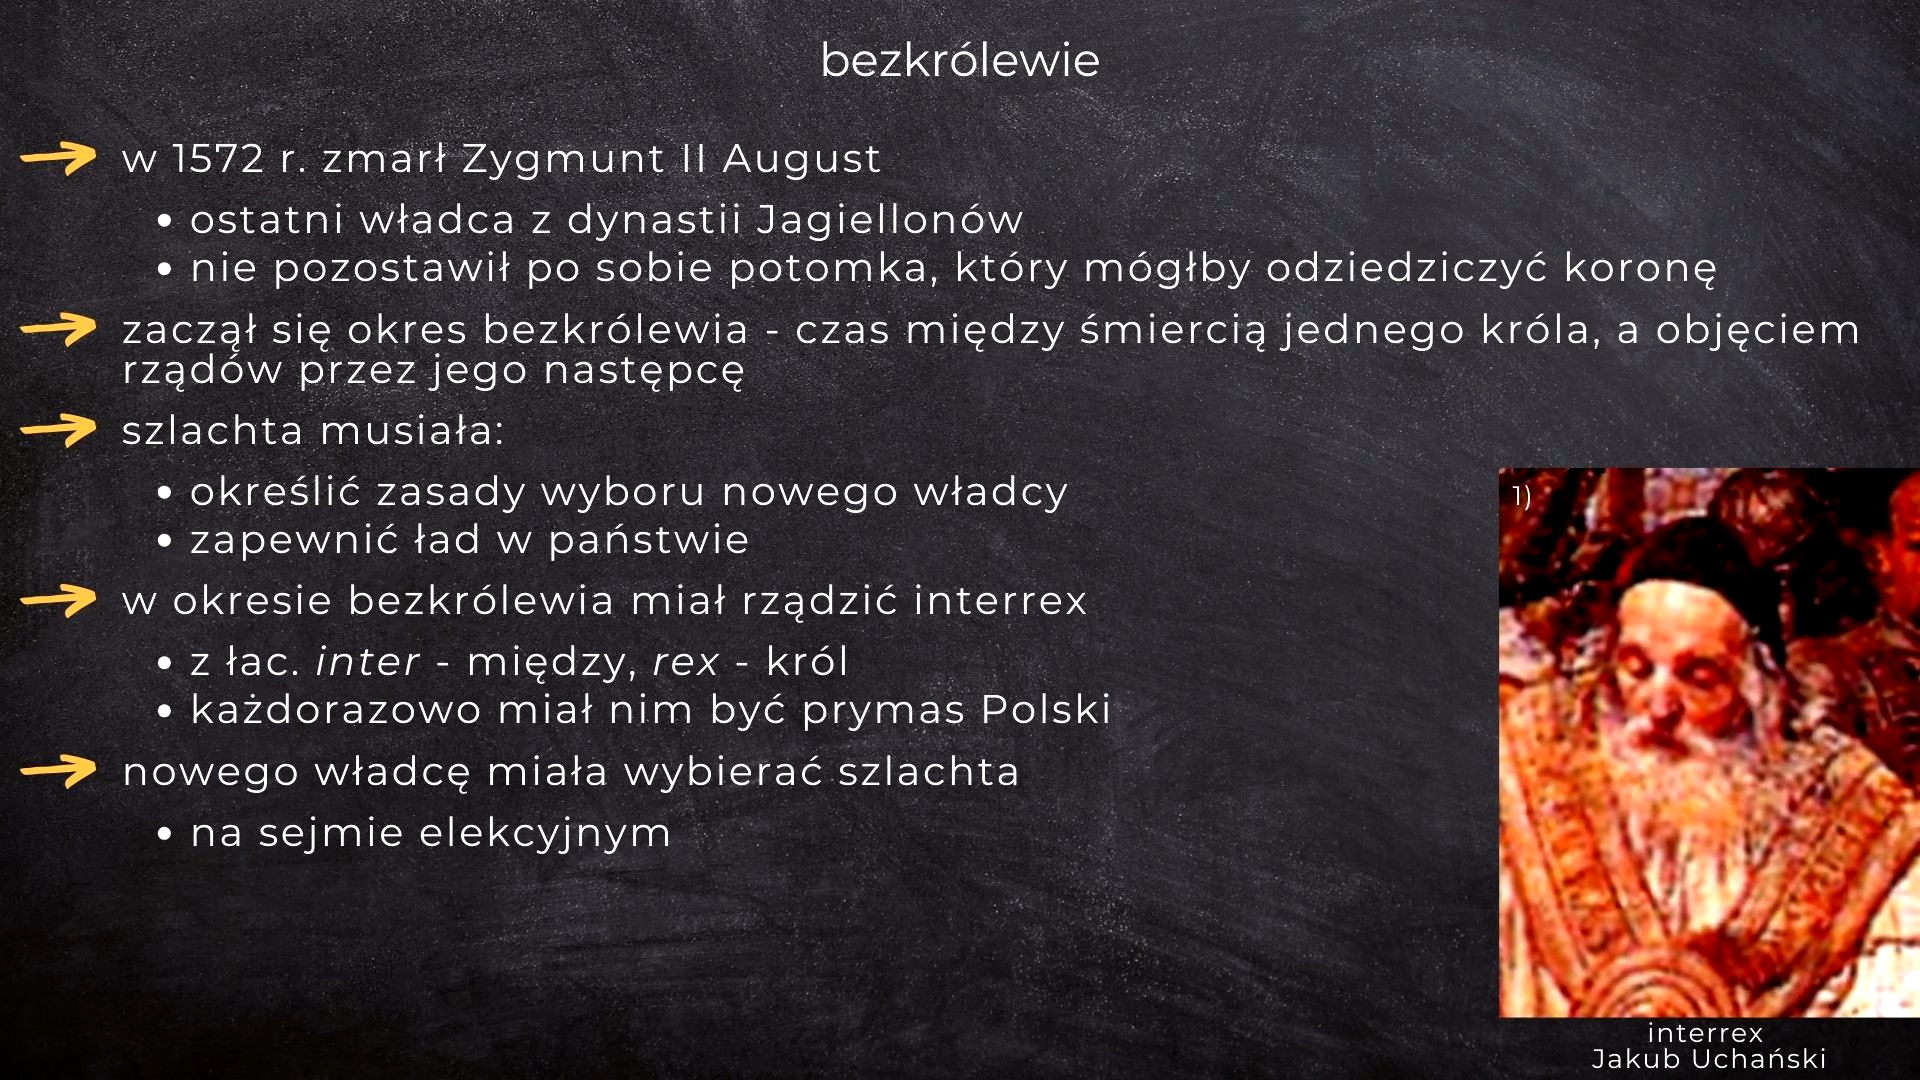 bezkrólewie
w 1572 r. zmarł Zygmunt II August
• ostatni władca z dynastii Jagiellonów
• nie pozostawił po sobie potomka, który mógłby odziedziczyć koronę
zaczął się okres bezkrólewia - czas między śmiercią jednego króla, a objęciem
rządów przez jego następcę
szlachta musiała:
• określić zasady wyboru nowego władcy
• zapewnić ład w państwie
w okresie bezkrólewia miał rządzić interrex
• z łac. inter - między, rex - król
• każdorazowo miał nim być prymas Polski
nowego władcę miała wybierać szlachta
• na sejmie elekcyjnym
1)
interrex
Jakub Uchański